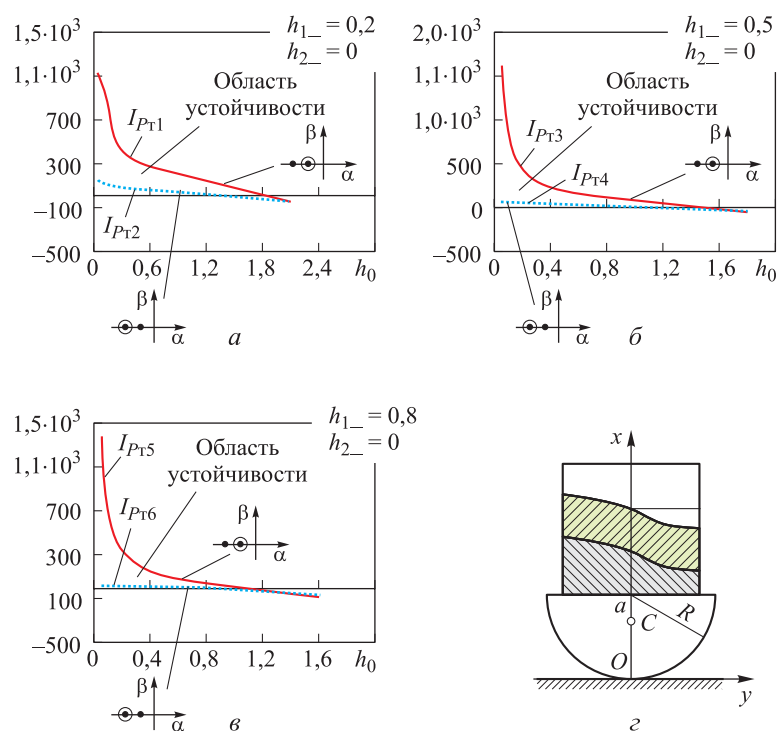 1,5·10³
h₁_ = 0,2
h₂_ = 0
1,1·10³
Область
устойчивости
700
I_Pт1
β
α
300
−100
I_Pт2
−500
0 0,6 1,2 1,8 2,4 h₀
β
α
а
2,0·10³
h₁_ = 0,5
h₂_ = 0
1,1·10³
Область
устойчивости
1,0·10³
I_Pт3
β
α
500
I_Pт4
0
−500
0 0,4 0,8 1,2 1,6 h₀
β
α
б
1,5·10³
h₁_ = 0,8
h₂_ = 0
I_Pт5
1,1·10³
Область
устойчивости
700
I_Pт6
β
α
300
100
−500
0 0,4 0,8 1,2 1,6 h₀
β
α
в
x
a
R
C
O
y
г